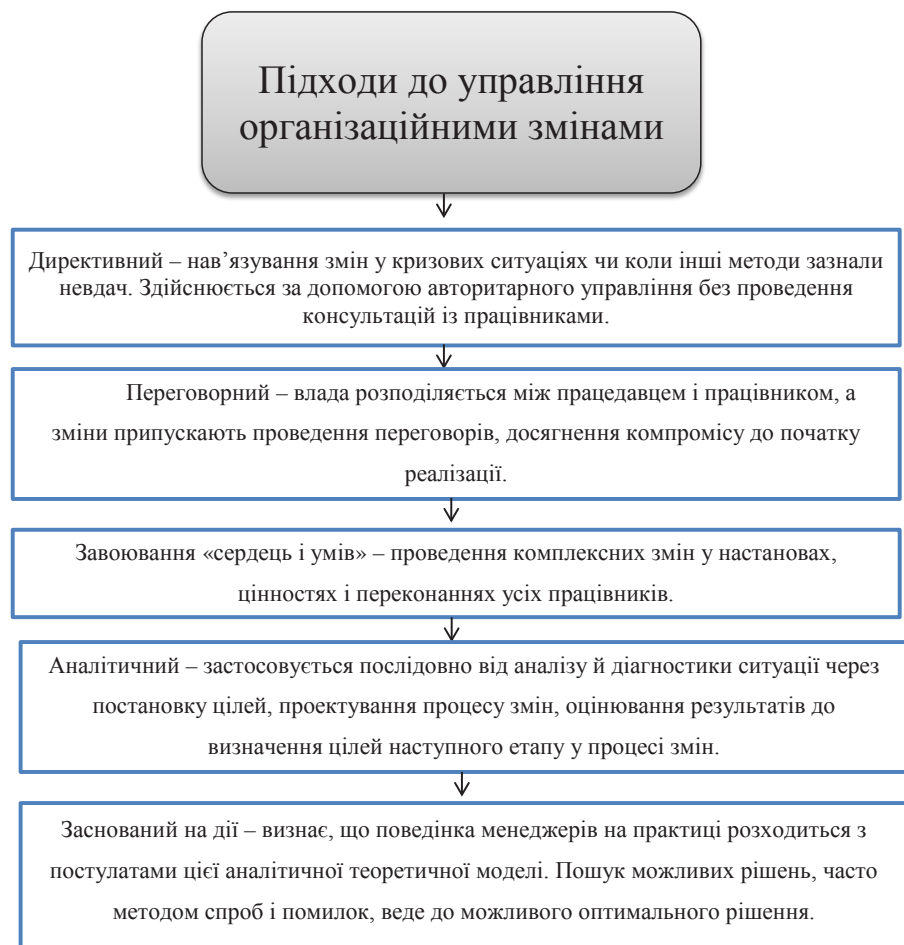 Підходи до управління
організаційними змінами
Директивний – нав’язування змін у кризових ситуаціях чи коли інші методи зазнали
невдач. Здійснюється за допомогою авторитарного управління без проведення
консультацій із працівниками.
Переговорний – влада розподіляється між працедавцем і працівником, а
зміни припускають проведення переговорів, досягнення компромісу до початку
реалізації.
Завоювання «сердець і умів» – проведення комплексних змін у настановах,
цінностях і переконаннях усіх працівників.
Аналітичний – застосовується послідовно від аналізу й діагностики ситуації через
постановку цілей, проектування процесу змін, оцінювання результатів до
визначення цілей наступного етапу у процесі змін.
Заснований на дії – визнає, що поведінка менеджерів на практиці розходиться з
постулатами цієї аналітичної теоретичної моделі. Пошук можливих рішень, часто
методом спроб і помилок, веде до можливого оптимального рішення.